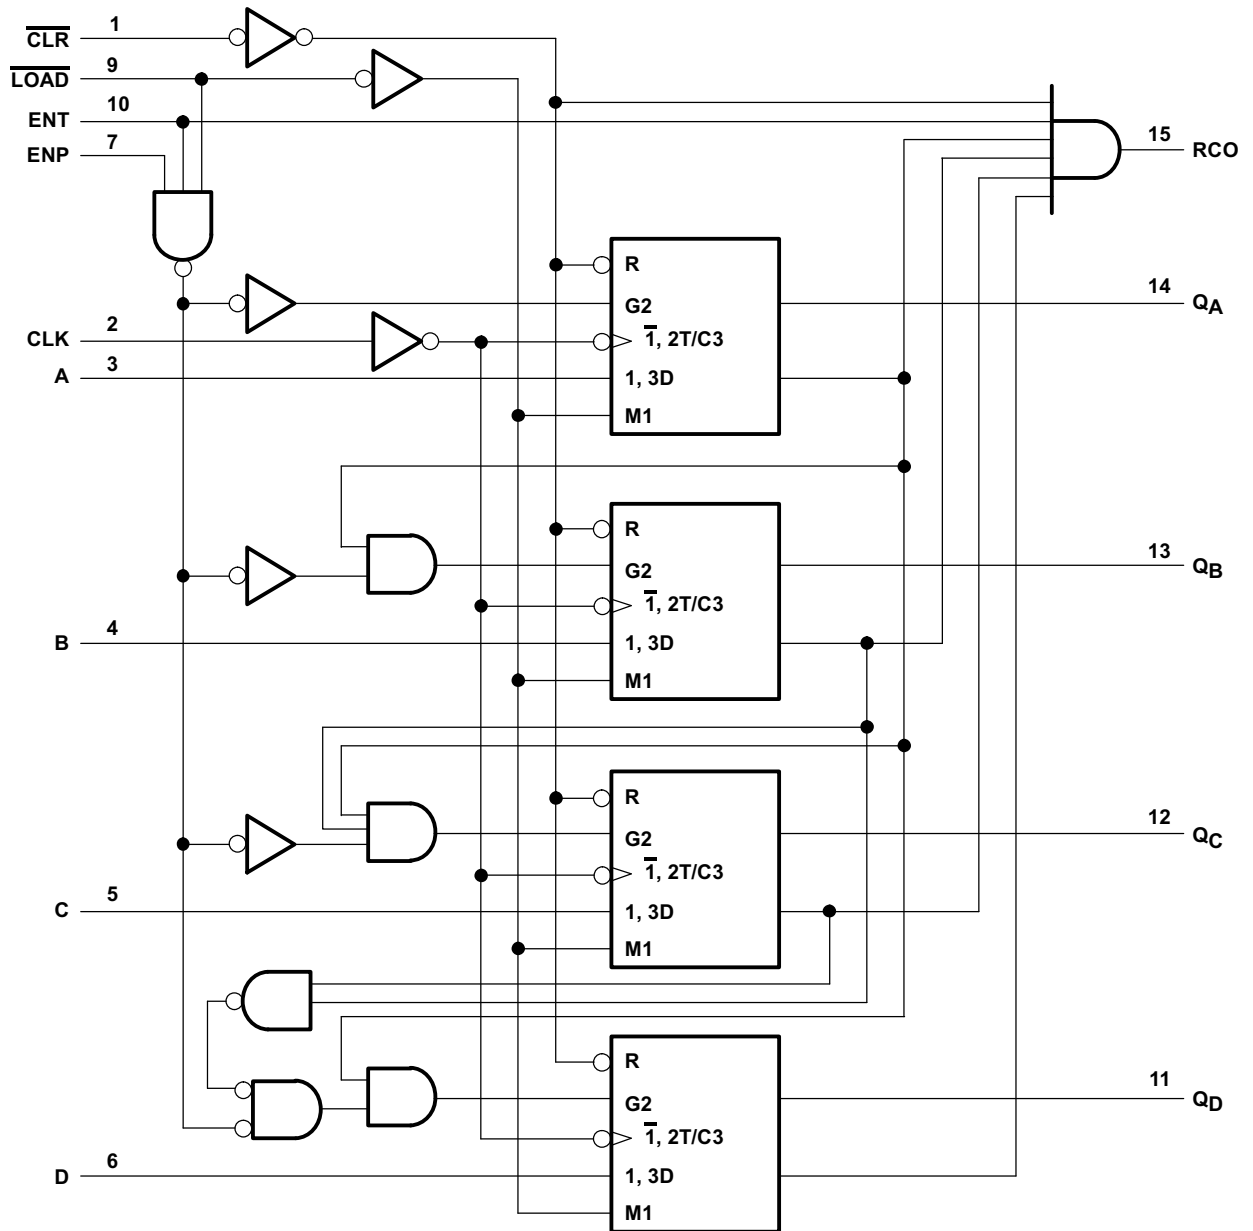 1
C̅L̅R̅
9
L̅O̅A̅D̅
10
ENT
7
ENP
15
RCO
R
G2
2
CLK
1̅, 2T/C3
14
QA
3
A
1, 3D
M1
R
G2
13
QB
1̅, 2T/C3
4
B
1, 3D
M1
R
G2
12
QC
1̅, 2T/C3
5
C
1, 3D
M1
R
G2
11
QD
1̅, 2T/C3
6
D
1, 3D
M1